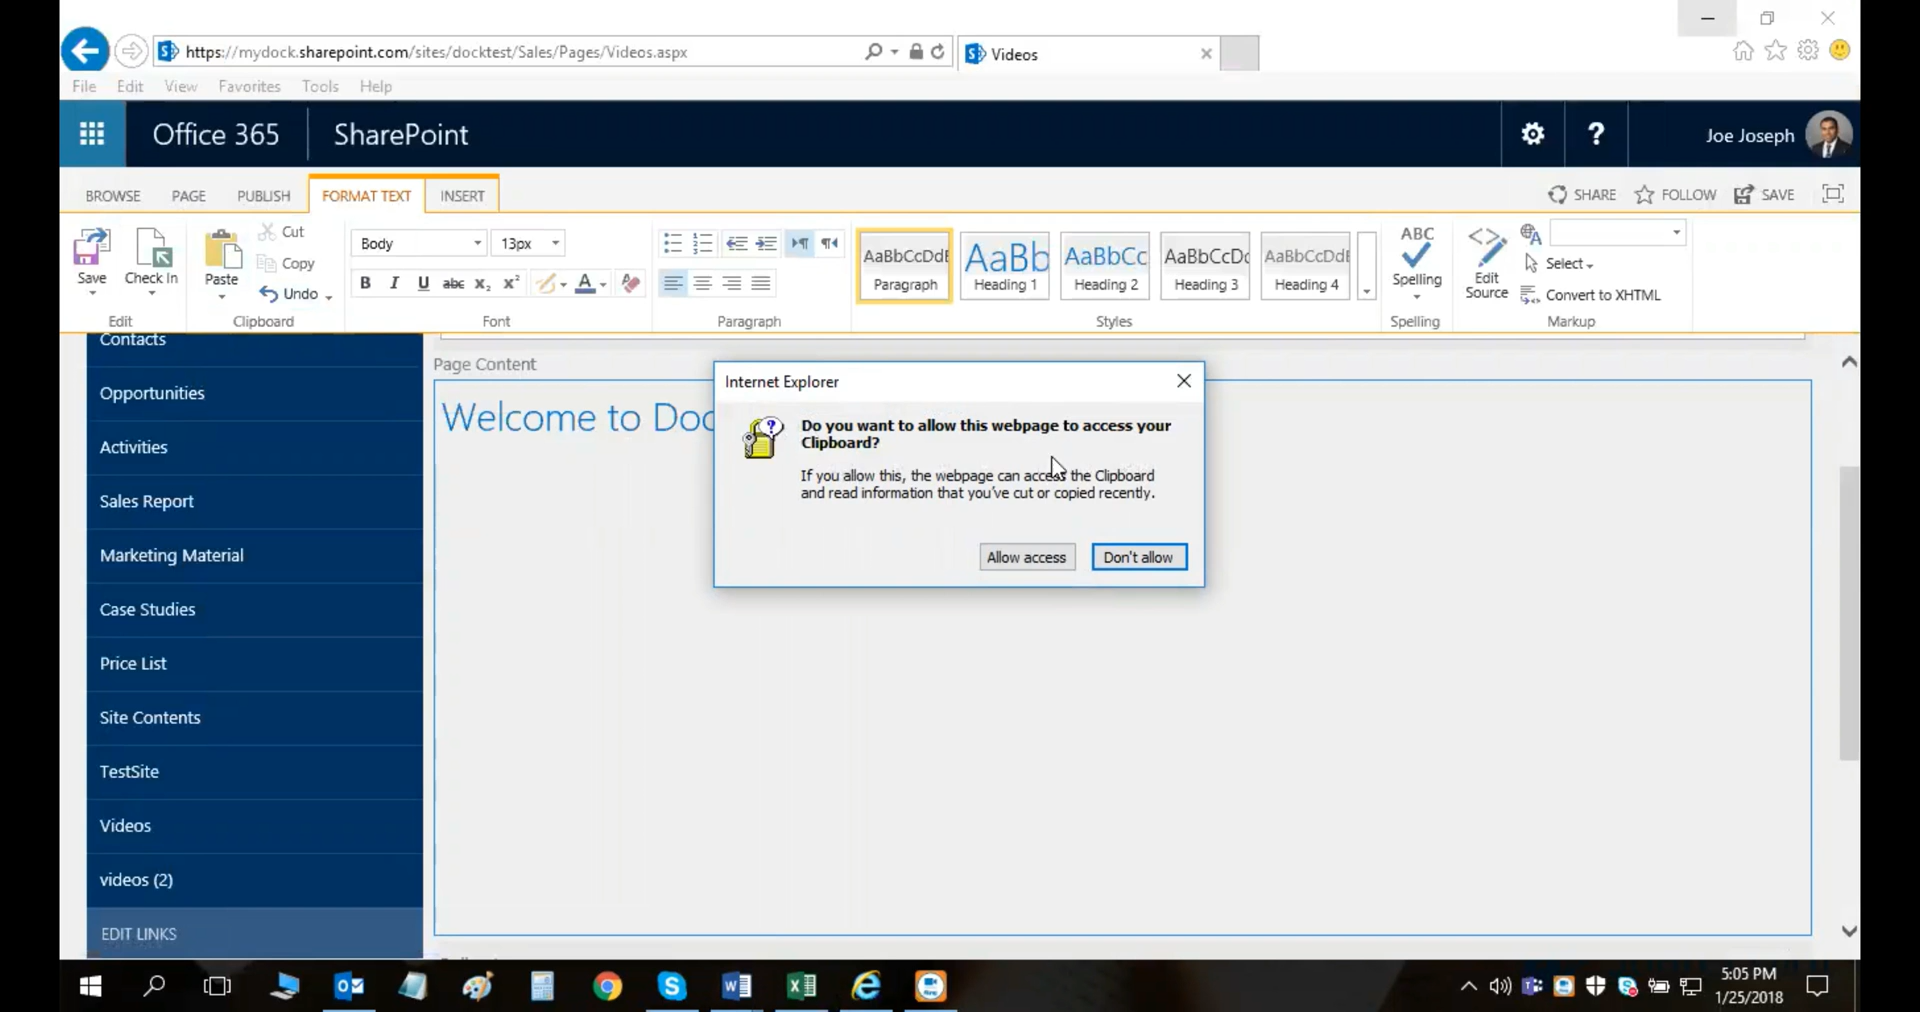 https://mydock.sharepoint.com/sites/docktest/Sales/Pages/Videos.aspx
Videos
File Edit View Favorites Tools Help
Office 365 SharePoint
Joe Joseph
BROWSE PAGE PUBLISH FORMAT TEXT INSERT
SHARE FOLLOW SAVE
Save
Check In
Edit
Paste
Cut
Copy
Undo
Clipboard
Body 13px
B I U abc x₂ x² A
Font
Paragraph
AaBbCcDdE
Paragraph
AaBb
Heading 1
AaBbCc
Heading 2
AaBbCcDc
Heading 3
AaBbCcDdE
Heading 4
Styles
ABC
Spelling
Spelling
Edit
Source
Select
Convert to XHTML
Markup
Contacts
Opportunities
Activities
Sales Report
Marketing Material
Case Studies
Price List
Site Contents
TestSite
Videos
videos (2)
EDIT LINKS
Page Content
Welcome to Doc
Internet Explorer
Do you want to allow this webpage to access your
Clipboard?
If you allow this, the webpage can access the Clipboard
and read information that you've cut or copied recently.
Allow access Don't allow
5:05 PM
1/25/2018